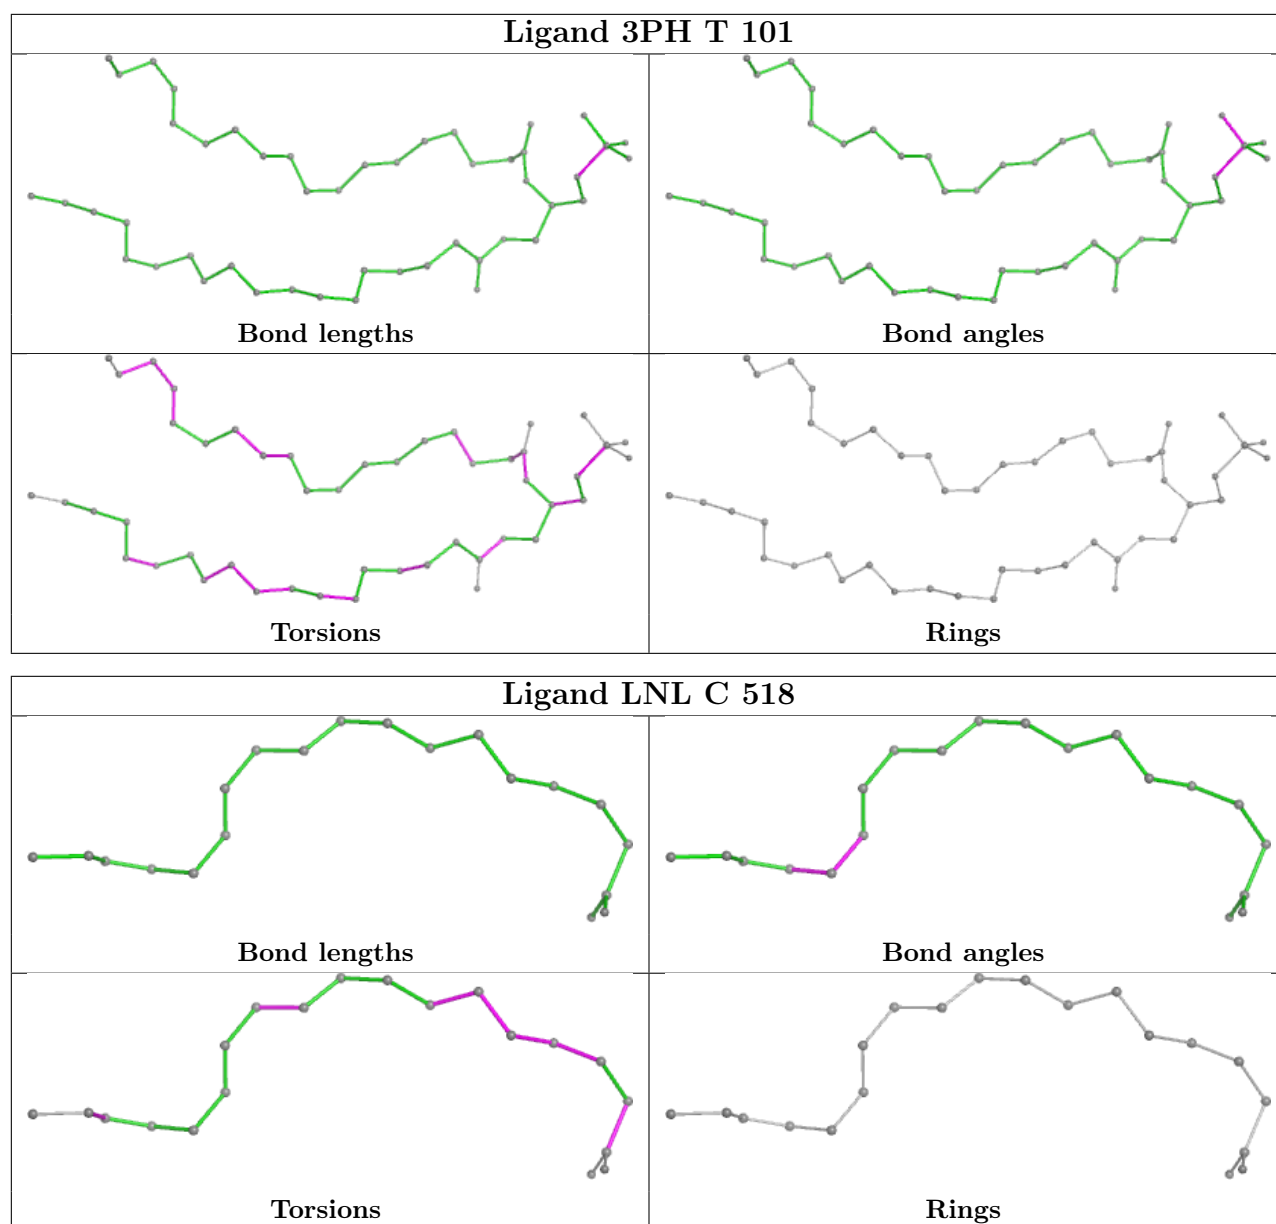 Ligand 3PH T 101
Bond lengths
Bond angles
Torsions
Rings
Ligand LNL C 518
Bond lengths
Bond angles
Torsions
Rings